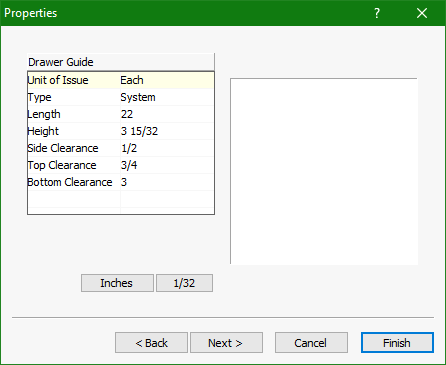 Properties ? ×
Drawer Guide
Unit of Issue Each
Type System
Length 22
Height 3 15/32
Side Clearance 1/2
Top Clearance 3/4
Bottom Clearance 3
Inches 1/32
< Back Next > Cancel Finish